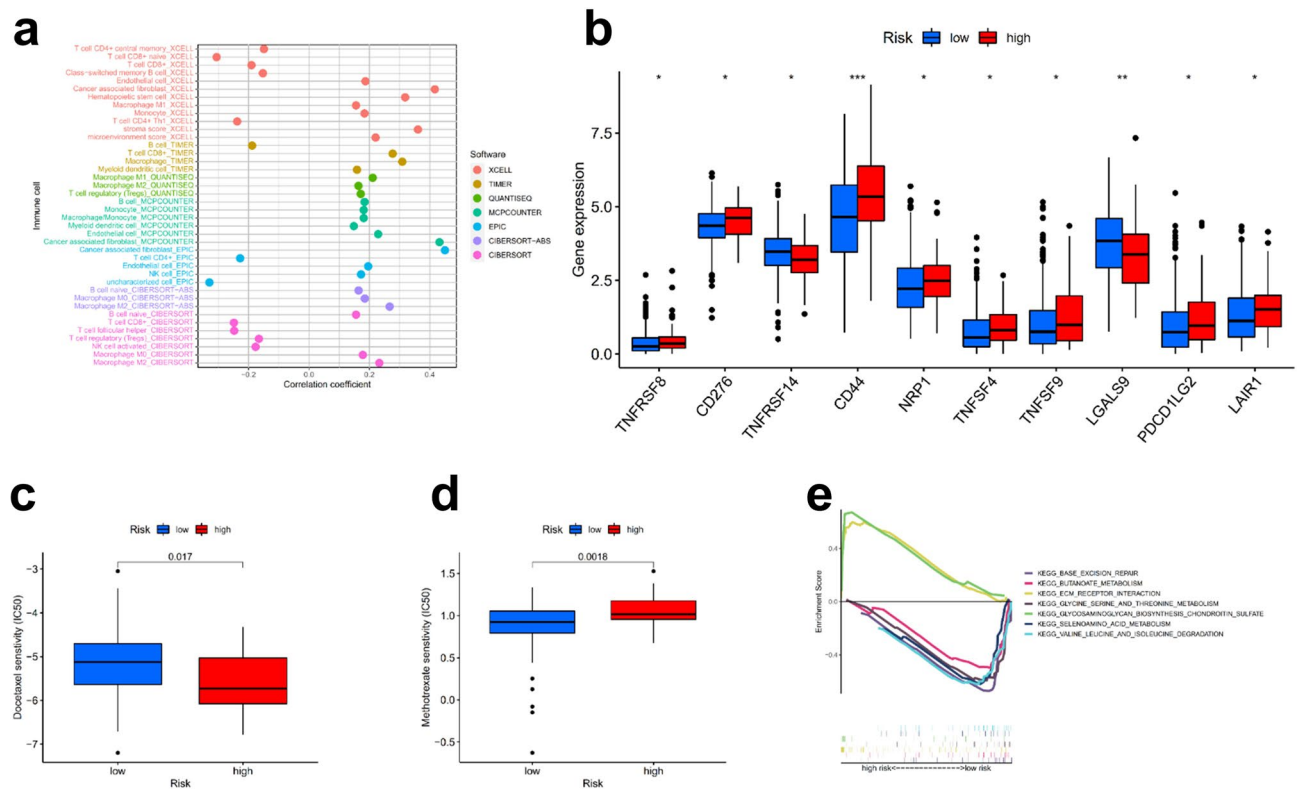 a
T cell CD4+ central memory_XCELL
T cell CD8+ naive_XCELL
T cell CD8+_XCELL
Class-switched memory B cell_XCELL
Endothelial cell_XCELL
Cancer associated fibroblast_XCELL
Hematopoietic stem cell_XCELL
Macrophage M1_XCELL
Monocyte_XCELL
T cell CD4+ Th1_XCELL
stroma score_XCELL
microenvironment score_XCELL
B cell_TIMER
T cell CD8+_TIMER
Macrophage_TIMER
Myeloid dendritic cell_TIMER
Macrophage M1_QUANTISEQ
Macrophage M2_QUANTISEQ
T cell regulatory (Tregs)_QUANTISEQ
B cell_MCPCOUNTER
Monocyte_MCPCOUNTER
Macrophage/Monocyte_MCPCOUNTER
Myeloid dendritic cell_MCPCOUNTER
Endothelial cell_MCPCOUNTER
Cancer associated fibroblast_MCPCOUNTER
Cancer associated fibroblast_EPIC
T cell CD4+_EPIC
Endothelial cell_EPIC
NK cell_EPIC
uncharacterized cell_EPIC
B cell naive_CIBERSORT-ABS
Macrophage M0_CIBERSORT-ABS
Macrophage M2_CIBERSORT-ABS
B cell naive_CIBERSORT
T cell CD8+_CIBERSORT
T cell follicular helper_CIBERSORT
T cell regulatory (Tregs)_CIBERSORT
NK cell activated_CIBERSORT
Macrophage M0_CIBERSORT
Macrophage M2_CIBERSORT
Immune cell
-0.2 0.0 0.2 0.4
Correlation coefficient
Software
XCELL
TIMER
QUANTISEQ
MCPCOUNTER
EPIC
CIBERSORT-ABS
CIBERSORT
b
Risk low high
* * * *** * * * ** * *
7.5
5.0
2.5
0.0
Gene expression
TNFRSF8
CD276
TNFRSF14
CD44
NRP1
TNFSF4
TNFSF9
LGALS9
PDCD1LG2
LAIR1
c
Risk low high
0.017
-3
-4
-5
-6
-7
Docetaxel senstivity (IC50)
low high
Risk
d
Risk low high
0.0018
1.5
1.0
0.5
0.0
-0.5
Methotrexate senstivity (IC50)
low high
Risk
e
0.4
0.0
-0.4
Enrichment Score
KEGG_BASE_EXCISION_REPAIR
KEGG_BUTANOATE_METABOLISM
KEGG_ECM_RECEPTOR_INTERACTION
KEGG_GLYCINE_SERINE_AND_THREONINE_METABOLISM
KEGG_GLYCOSAMINOGLYCAN_BIOSYNTHESIS_CHONDROITIN_SULFATE
KEGG_SELENOAMINO_ACID_METABOLISM
KEGG_VALINE_LEUCINE_AND_ISOLEUCINE_DEGRADATION
high risk<----------->low risk